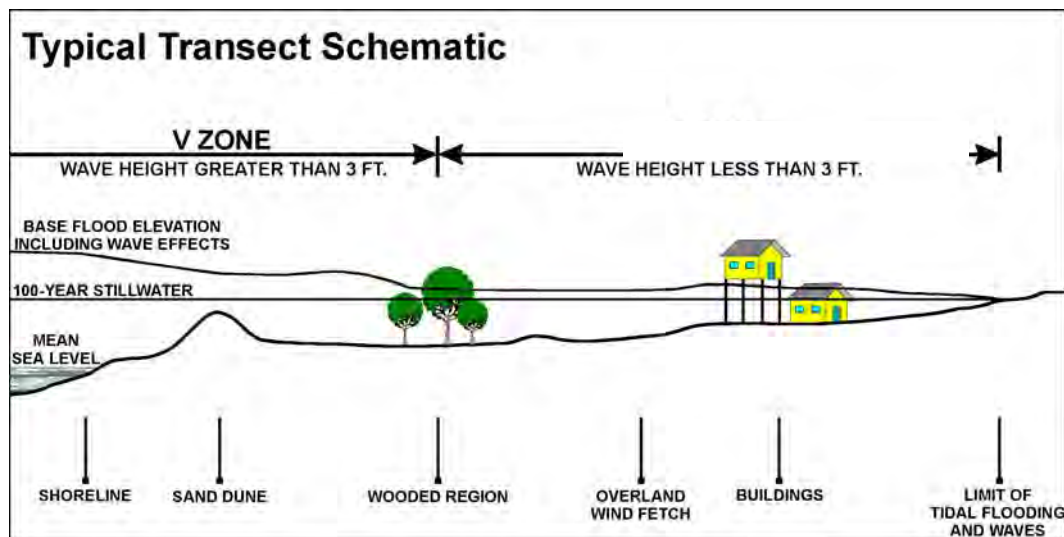 Typical Transect Schematic
V ZONE
WAVE HEIGHT GREATER THAN 3 FT.
WAVE HEIGHT LESS THAN 3 FT.
BASE FLOOD ELEVATION
INCLUDING WAVE EFFECTS
100-YEAR STILLWATER
MEAN
SEA LEVEL
SHORELINE
SAND DUNE
WOODED REGION
OVERLAND
WIND FETCH
BUILDINGS
LIMIT OF
TIDAL FLOODING
AND WAVES